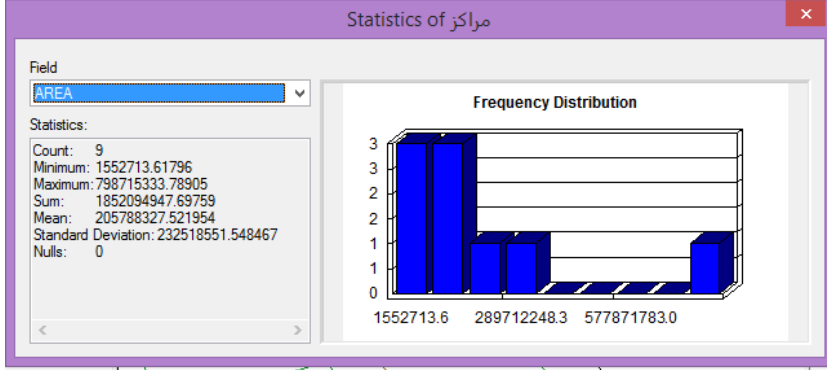 Statistics of مراكز
Field
AREA
Statistics:
Count: 9
Minimum: 1552713.61796
Maximum: 798715333.78905
Sum: 1852094947.69759
Mean: 205788327.521954
Standard Deviation: 232518551.548467
Nulls: 0
Frequency Distribution
3
3
2
2
1
1
0
1552713.6 289712248.3 577871783.0